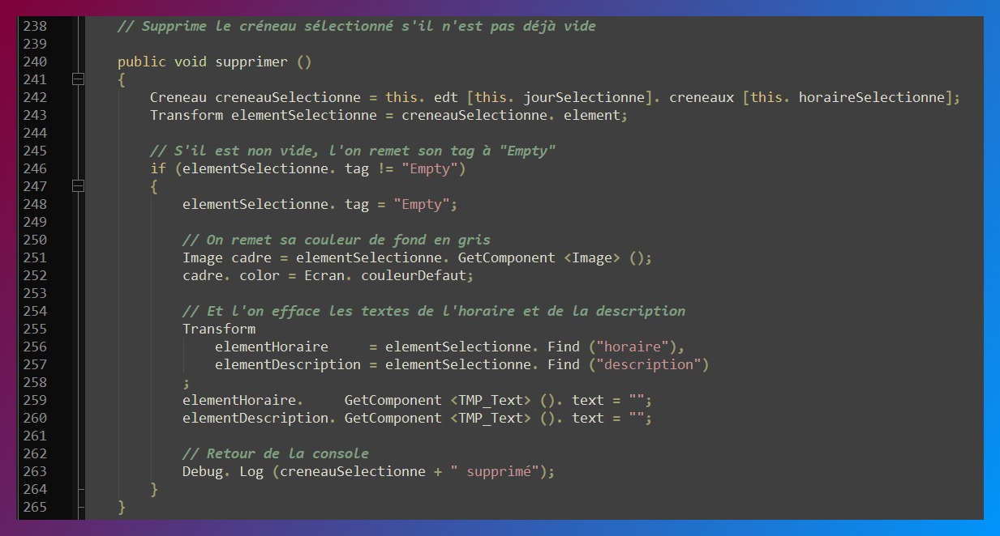 238 // Supprime le créneau sélectionné s'il n'est pas déjà vide
239
240 public void supprimer ()
241 {
242 Creneau creneauSelectionne = this. edt [this. jourSelectionne]. creneaux [this. horaireSelectionne];
243 Transform elementSelectionne = creneauSelectionne. element;
244
245 // S'il est non vide, l'on remet son tag à "Empty"
246 if (elementSelectionne. tag != "Empty")
247 {
248 elementSelectionne. tag = "Empty";
249
250 // On remet sa couleur de fond en gris
251 Image cadre = elementSelectionne. GetComponent <Image> ();
252 cadre. color = Ecran. couleurDefaut;
253
254 // Et l'on efface les textes de l'horaire et de la description
255 Transform
256 elementHoraire     = elementSelectionne. Find ("horaire"),
257 elementDescription = elementSelectionne. Find ("description")
258 ;
259 elementHoraire.     GetComponent <TMP_Text> (). text = "";
260 elementDescription. GetComponent <TMP_Text> (). text = "";
261
262 // Retour de la console
263 Debug. Log (creneauSelectionne + " supprimé");
264 }
265 }